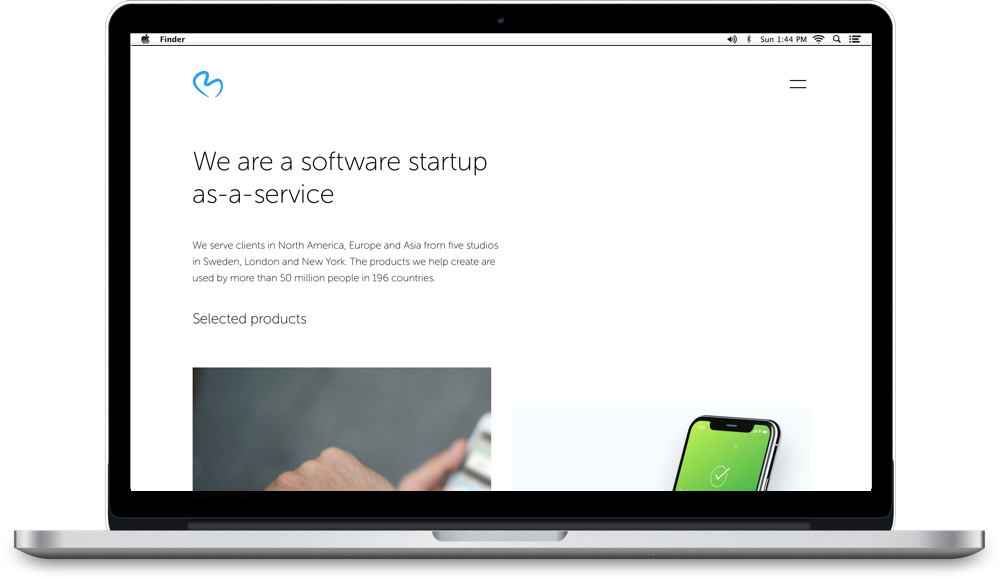 Finder
Sun 1:44 PM
We are a software startup
as-a-service
We serve clients in North America, Europe and Asia from five studios
in Sweden, London and New York. The products we help create are
used by more than 50 million people in 196 countries.
Selected products